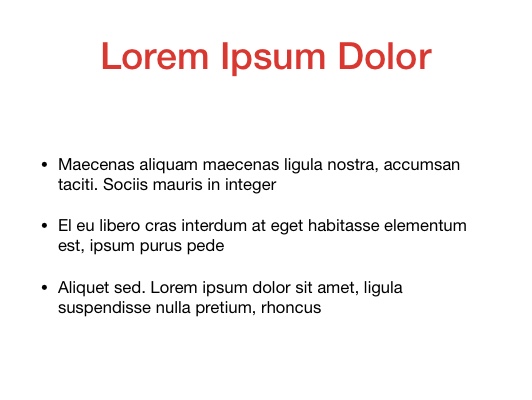 Lorem Ipsum Dolor
• Maecenas aliquam maecenas ligula nostra, accumsan
taciti. Sociis mauris in integer
• El eu libero cras interdum at eget habitasse elementum
est, ipsum purus pede
• Aliquet sed. Lorem ipsum dolor sit amet, ligula
suspendisse nulla pretium, rhoncus